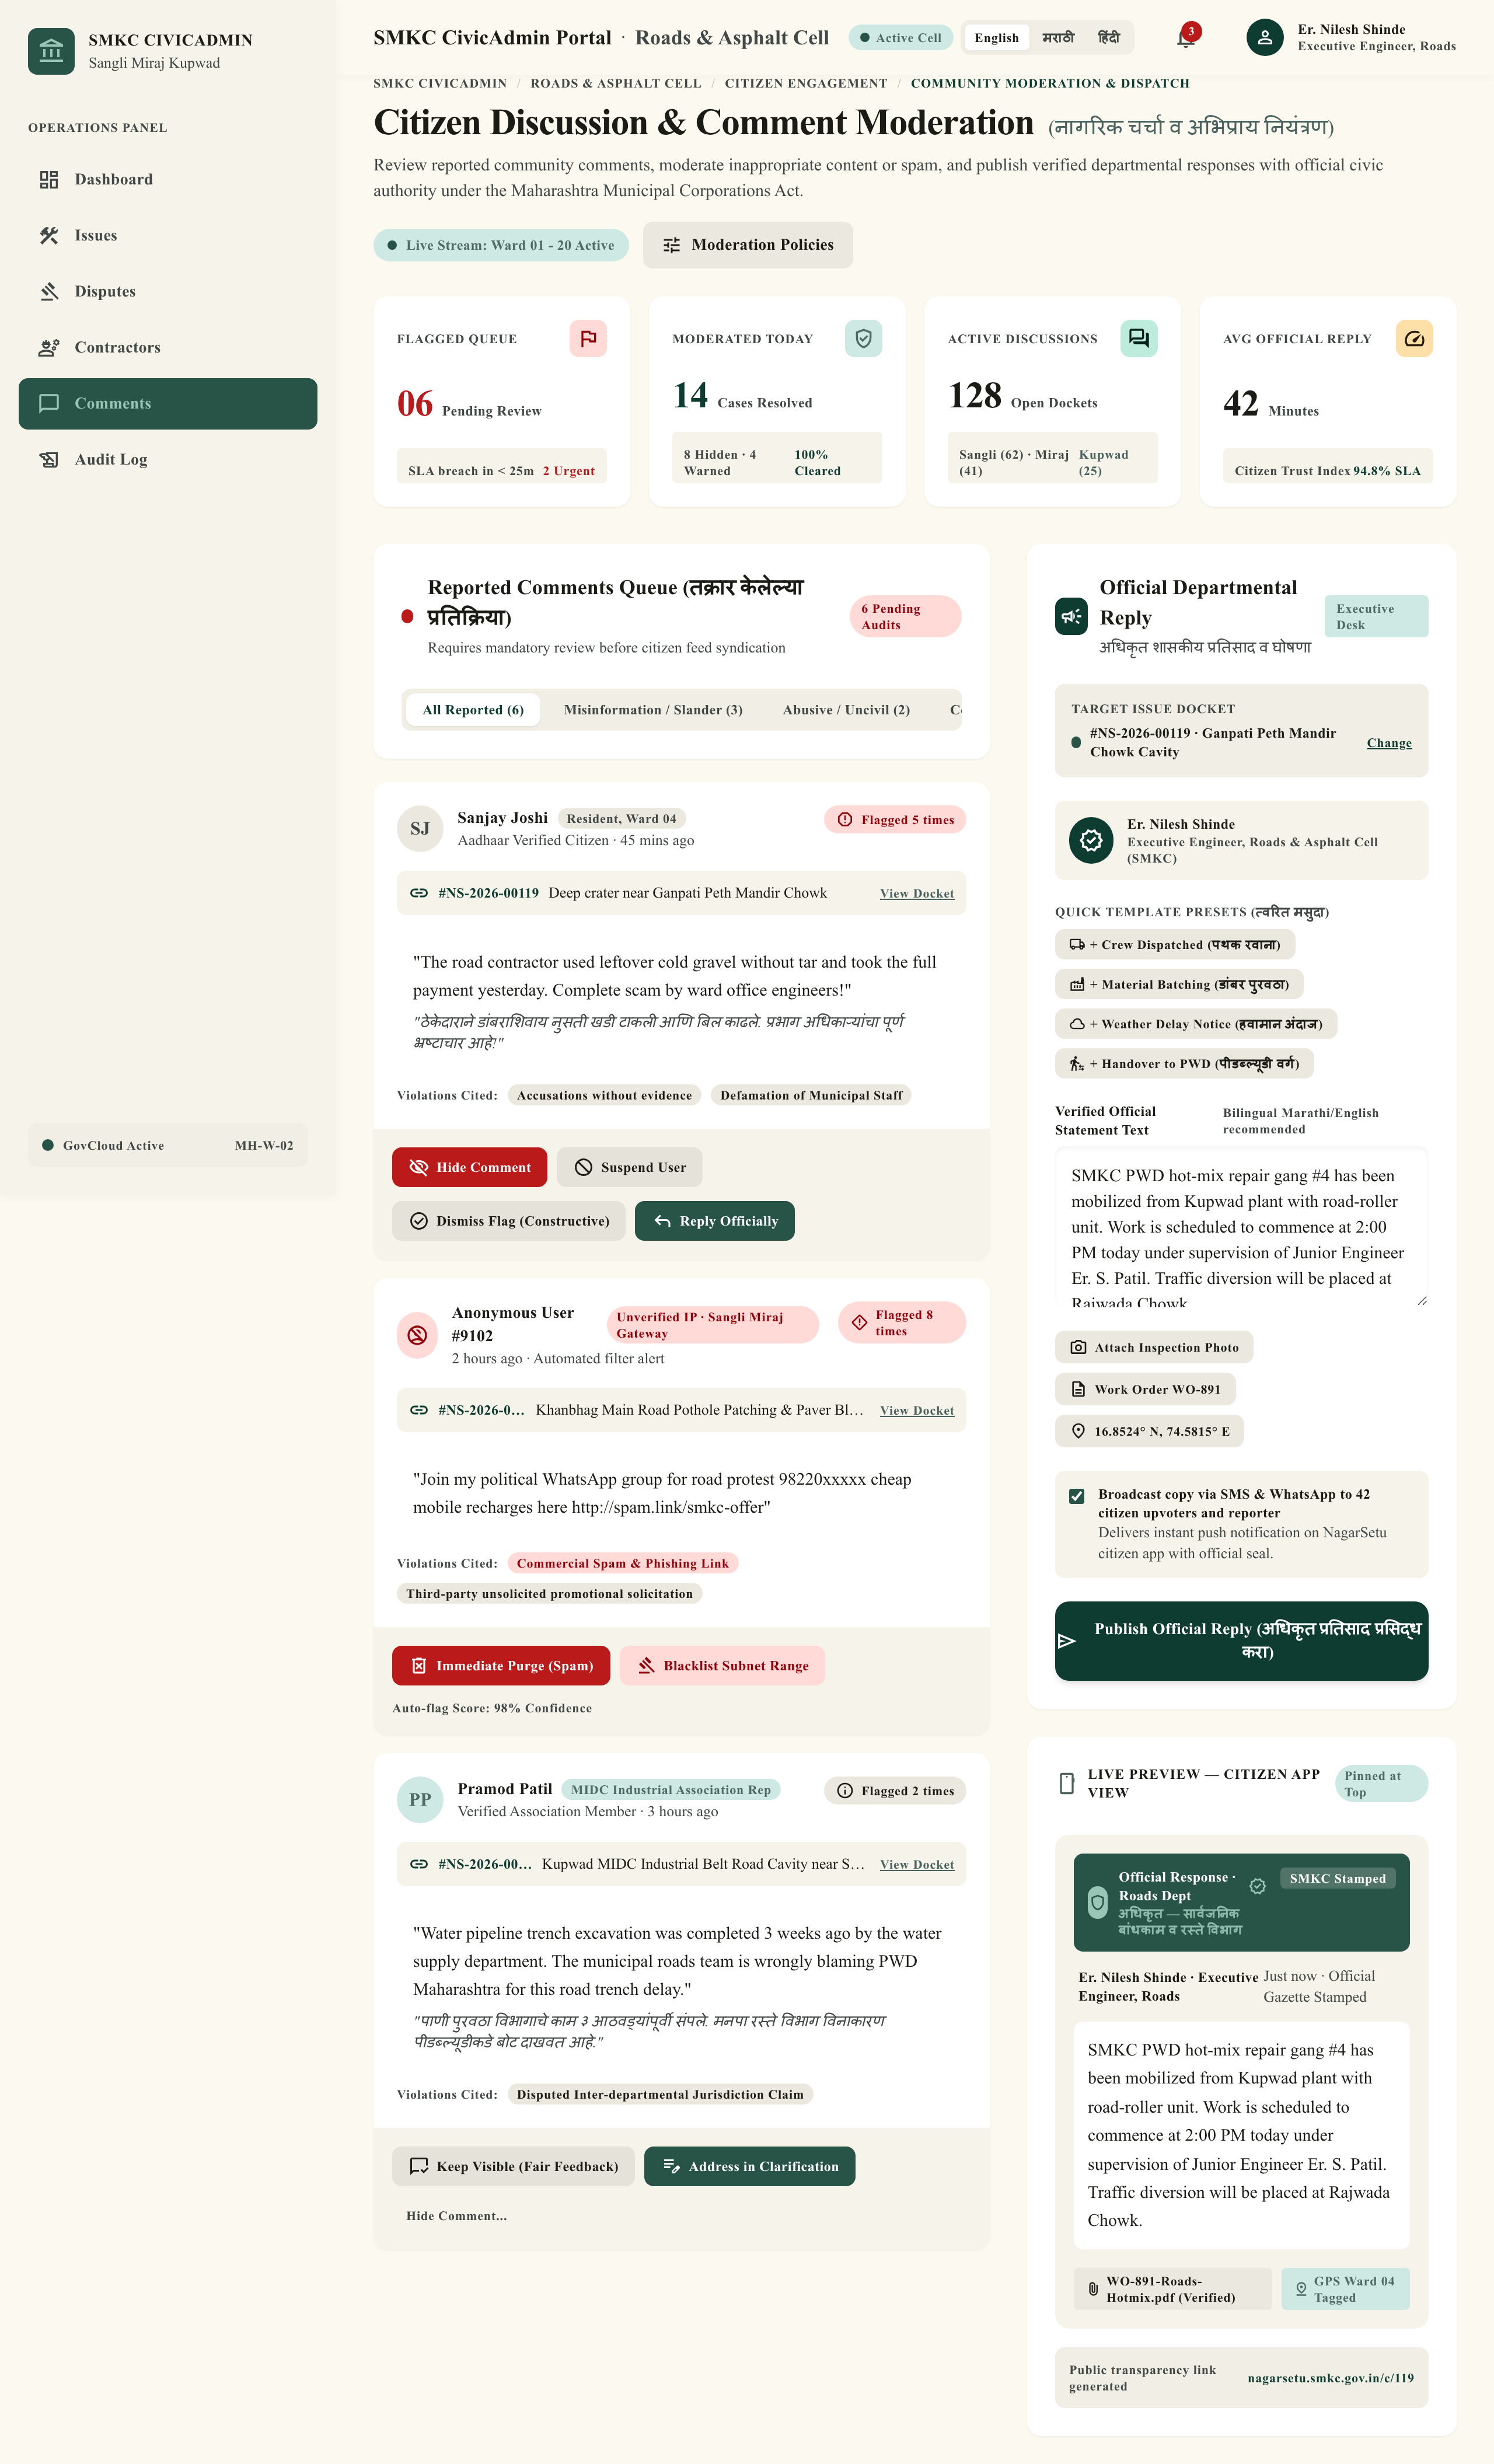 SMKC CIVICADMIN
Sangli Miraj Kupwad
OPERATIONS PANEL
Dashboard
Issues
Disputes
Contractors
Comments
Audit Log
GovCloud Active
MH-W-02
SMKC CivicAdmin Portal · Roads & Asphalt Cell
Active Cell
English
मराठी
हिंदी
3
Er. Nilesh Shinde
Executive Engineer, Roads
SMKC CIVICADMIN / ROADS & ASPHALT CELL / CITIZEN ENGAGEMENT / COMMUNITY MODERATION & DISPATCH
Citizen Discussion & Comment Moderation (नागरिक चर्चा व अभिप्राय नियंत्रण)
Review reported community comments, moderate inappropriate content or spam, and publish verified departmental responses with official civic
authority under the Maharashtra Municipal Corporations Act.
Live Stream: Ward 01 - 20 Active
Moderation Policies
FLAGGED QUEUE
06 Pending Review
SLA breach in < 25m 2 Urgent
MODERATED TODAY
14 Cases Resolved
8 Hidden · 4
Warned
100%
Cleared
ACTIVE DISCUSSIONS
128 Open Dockets
Sangli (62) · Miraj
(41)
Kupwad
(25)
AVG OFFICIAL REPLY
42 Minutes
Citizen Trust Index 94.8% SLA
Reported Comments Queue (तक्रार केलेल्या
प्रतिक्रिया)
Requires mandatory review before citizen feed syndication
6 Pending
Audits
All Reported (6)
Misinformation / Slander (3)
Abusive / Uncivil (2)
SJ
Sanjay Joshi
Resident, Ward 04
Aadhaar Verified Citizen · 45 mins ago
Flagged 5 times
#NS-2026-00119 Deep crater near Ganpati Peth Mandir Chowk
View Docket
"The road contractor used leftover cold gravel without tar and took the full
payment yesterday. Complete scam by ward office engineers!"
"ठेकेदाराने डांबराशिवाय नुसती खडी टाकली आणि बिल काढले. प्रभाग अधिकाऱ्यांचा पूर्ण
भ्रष्टाचार आहे!"
Violations Cited: Accusations without evidence Defamation of Municipal Staff
Hide Comment
Suspend User
Dismiss Flag (Constructive)
Reply Officially
Anonymous User
#9102
Unverified IP · Sangli Miraj
Gateway
2 hours ago · Automated filter alert
Flagged 8
times
#NS-2026-0… Khanbhag Main Road Pothole Patching & Paver Bl…
View Docket
"Join my political WhatsApp group for road protest 98220xxxxx cheap
mobile recharges here http://spam.link/smkc-offer"
Violations Cited: Commercial Spam & Phishing Link
Third-party unsolicited promotional solicitation
Immediate Purge (Spam)
Blacklist Subnet Range
Auto-flag Score: 98% Confidence
PP
Pramod Patil
MIDC Industrial Association Rep
Verified Association Member · 3 hours ago
Flagged 2 times
#NS-2026-00… Kupwad MIDC Industrial Belt Road Cavity near S…
View Docket
"Water pipeline trench excavation was completed 3 weeks ago by the water
supply department. The municipal roads team is wrongly blaming PWD
Maharashtra for this road trench delay."
"पाणी पुरवठा विभागाचे काम ३ आठवड्यांपूर्वी संपले. मनपा रस्ते विभाग विनाकारण
पीडब्ल्यूडीकडे बोट दाखवत आहे."
Violations Cited: Disputed Inter-departmental Jurisdiction Claim
Keep Visible (Fair Feedback)
Address in Clarification
Hide Comment...
Official Departmental
Reply
अधिकृत शासकीय प्रतिसाद व घोषणा
Executive
Desk
TARGET ISSUE DOCKET
#NS-2026-00119 · Ganpati Peth Mandir
Chowk Cavity
Change
Er. Nilesh Shinde
Executive Engineer, Roads & Asphalt Cell
(SMKC)
QUICK TEMPLATE PRESETS (त्वरित मसुदा)
+ Crew Dispatched (पथक रवाना)
+ Material Batching (डांबर पुरवठा)
+ Weather Delay Notice (हवामान अंदाज)
+ Handover to PWD (पीडब्ल्यूडी वर्ग)
Verified Official
Statement Text
Bilingual Marathi/English
recommended
SMKC PWD hot-mix repair gang #4 has been
mobilized from Kupwad plant with road-roller
unit. Work is scheduled to commence at 2:00
PM today under supervision of Junior Engineer
Er. S. Patil. Traffic diversion will be placed at
Rajwada Chowk.
Attach Inspection Photo
Work Order WO-891
16.8524° N, 74.5815° E
Broadcast copy via SMS & WhatsApp to 42
citizen upvoters and reporter
Delivers instant push notification on NagarSetu
citizen app with official seal.
Publish Official Reply (अधिकृत प्रतिसाद प्रसिद्ध
करा)
LIVE PREVIEW — CITIZEN APP
VIEW
Pinned at
Top
Official Response ·
Roads Dept
अधिकृत — सार्वजनिक
बांधकाम व रस्ते विभाग
SMKC Stamped
Er. Nilesh Shinde · Executive
Engineer, Roads
Just now · Official
Gazette Stamped
SMKC PWD hot-mix repair gang #4 has
been mobilized from Kupwad plant with
road-roller unit. Work is scheduled to
commence at 2:00 PM today under
supervision of Junior Engineer Er. S. Patil.
Traffic diversion will be placed at Rajwada
Chowk.
WO-891-Roads-
Hotmix.pdf (Verified)
GPS Ward 04
Tagged
Public transparency link
generated
nagarsetu.smkc.gov.in/c/119